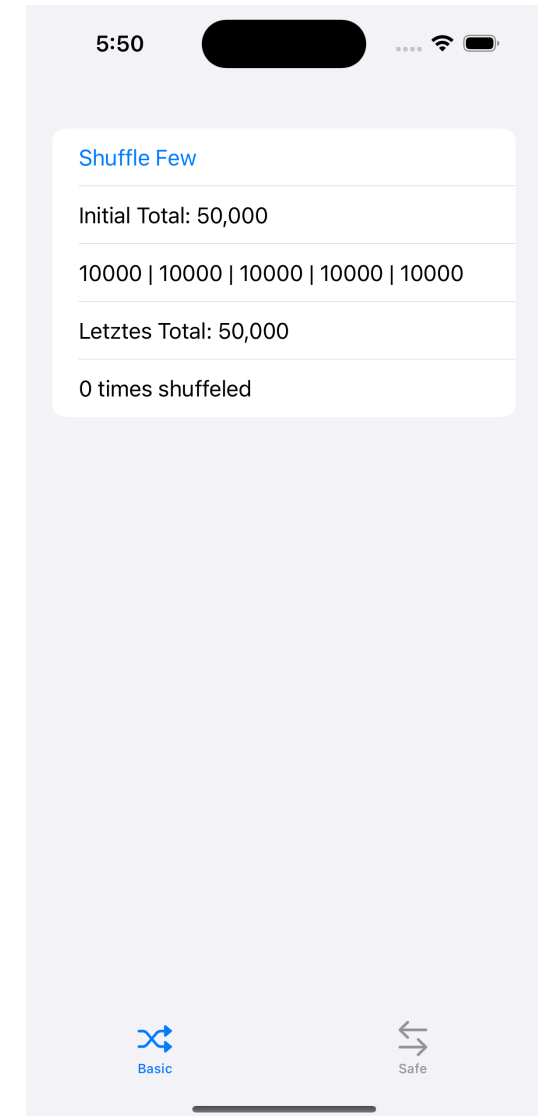 5:50
Shuffle Few
Initial Total: 50,000
10000 | 10000 | 10000 | 10000 | 10000
Letztes Total: 50,000
0 times shuffeled
Basic
Safe